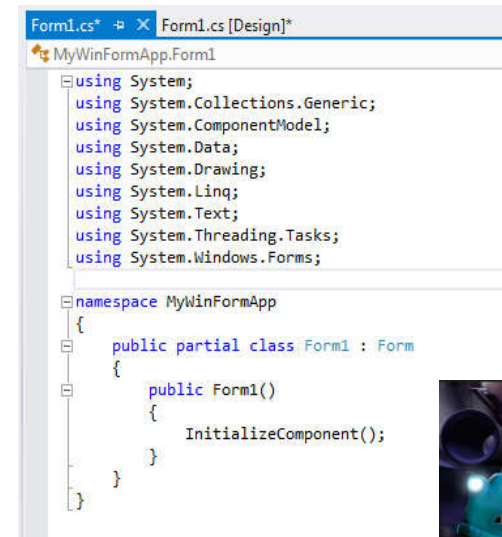 Form1.cs* Form1.cs [Design]*
MyWinFormApp.Form1
using System;
using System.Collections.Generic;
using System.ComponentModel;
using System.Data;
using System.Drawing;
using System.Linq;
using System.Text;
using System.Threading.Tasks;
using System.Windows.Forms;
namespace MyWinFormApp
{
public partial class Form1 : Form
{
public Form1()
{
InitializeComponent();
}
}
}